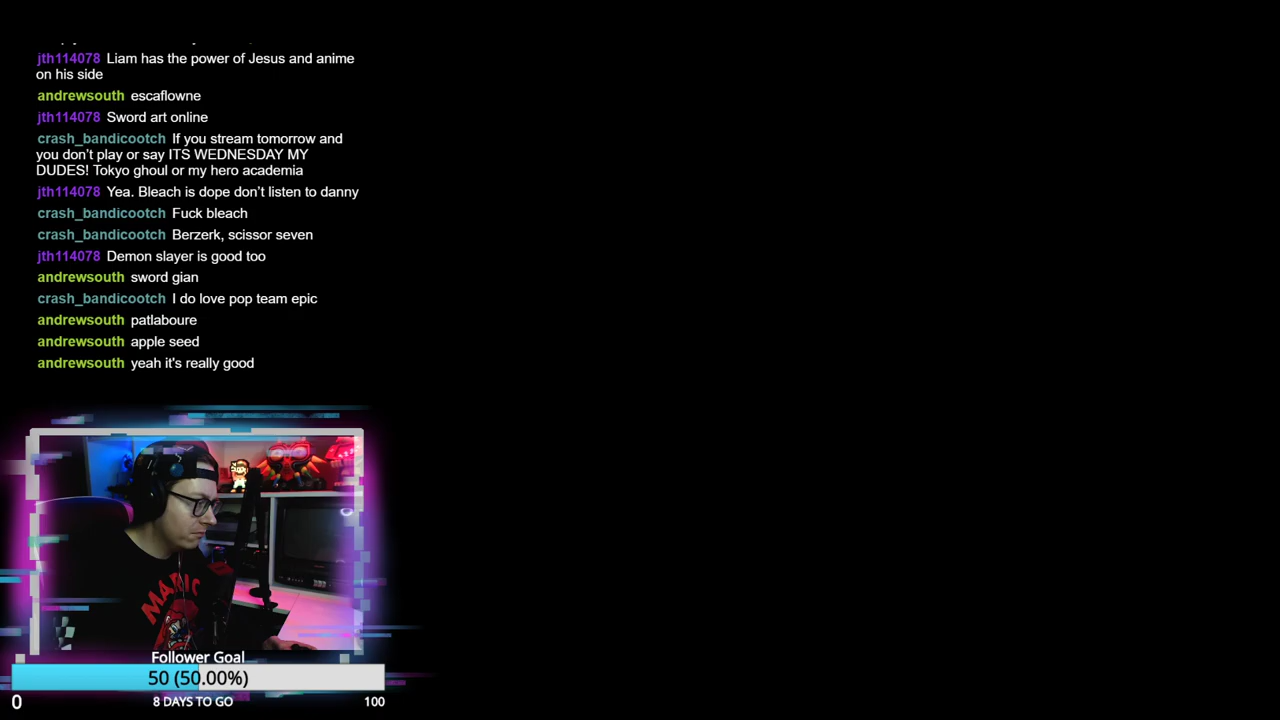 jth114078 Liam has the power of Jesus and anime
on his side
andrewsouth escaflowne
jth114078 Sword art online
crash_bandicootch If you stream tomorrow and
you don't play or say ITS WEDNESDAY MY
DUDES! Tokyo ghoul or my hero academia
jth114078 Yea. Bleach is dope don't listen to danny
crash_bandicootch Fuck bleach
crash_bandicootch Berzerk, scissor seven
jth114078 Demon slayer is good too
andrewsouth sword gian
crash_bandicootch I do love pop team epic
andrewsouth patlaboure
andrewsouth apple seed
andrewsouth yeah it's really good
Follower Goal
50 (50.00%)
0
8 DAYS TO GO
100